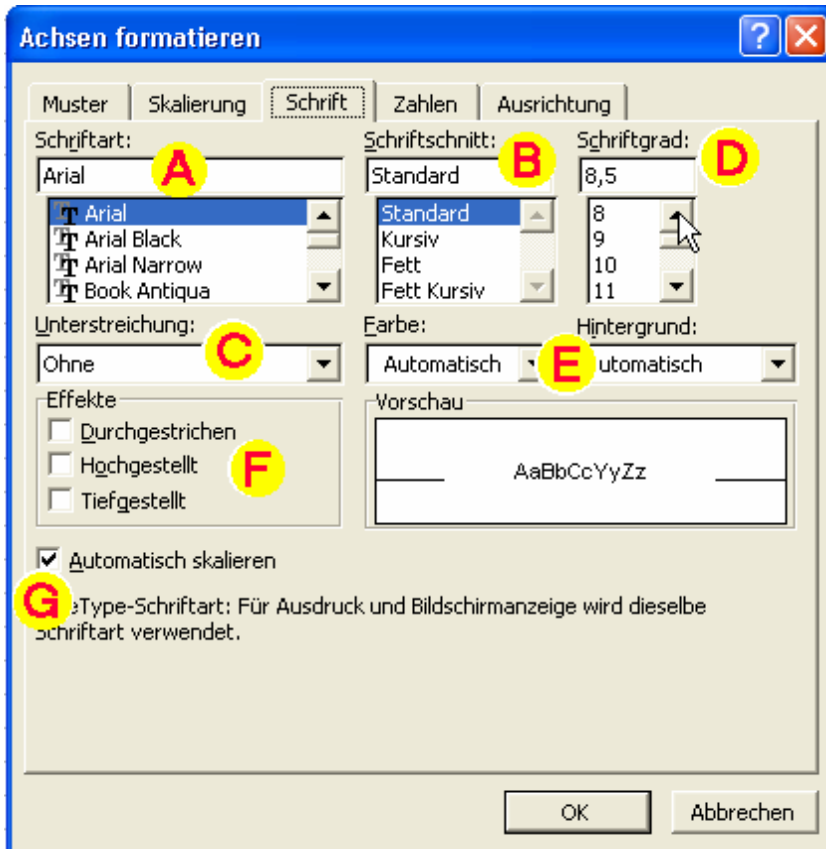 Achsen formatieren
Muster Skalierung Schrift Zahlen Ausrichtung
Schriftart: Schriftschnitt: Schriftgrad:
A B D
Arial Standard 8,5
Arial Standard 8
Arial Black Kursiv 9
Arial Narrow Fett 10
Book Antiqua Fett Kursiv 11
Unterstreichung: Farbe: Hintergrund:
C E
Ohne Automatisch utomatisch
Effekte Vorschau
Durchgestrichen
Hochgestellt F AaBbCcYyZz
Tiefgestellt
Automatisch skalieren
G eType-Schriftart: Für Ausdruck und Bildschirmanzeige wird dieselbe
Schriftart verwendet.
OK Abbrechen